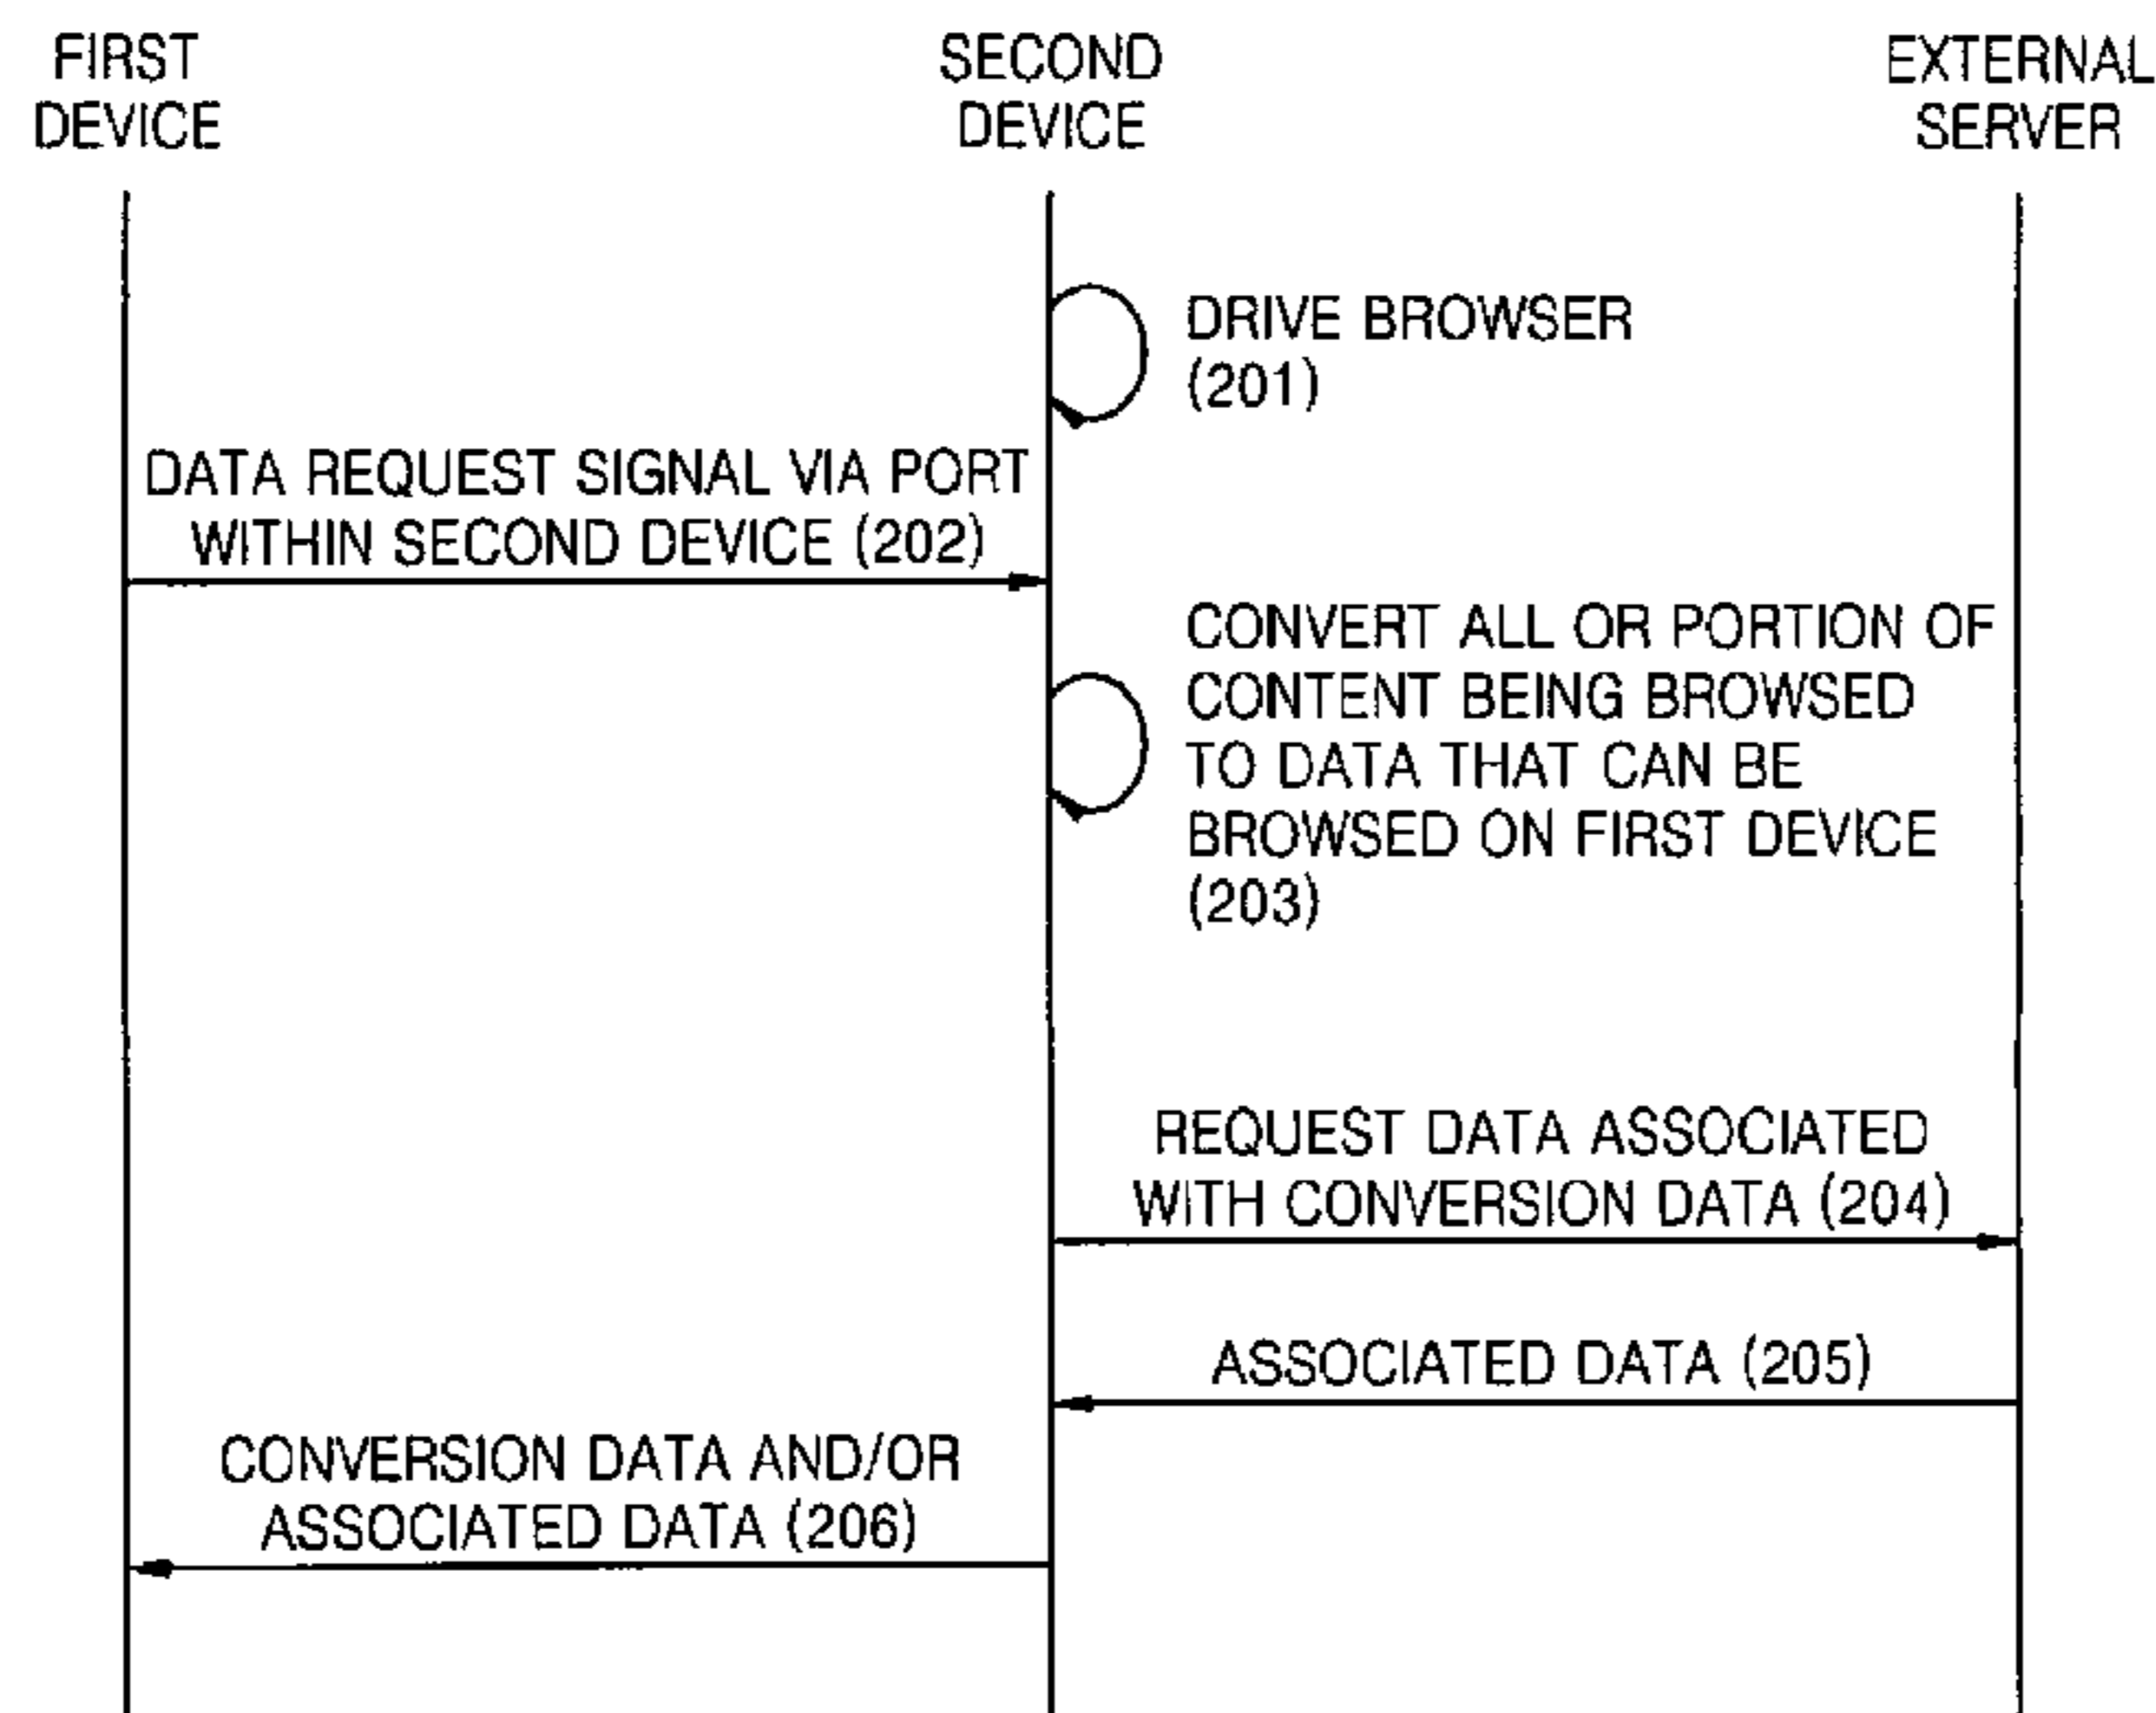 FIRST
DEVICE
SECOND
DEVICE
EXTERNAL
SERVER
DRIVE BROWSER
(201)
DATA REQUEST SIGNAL VIA PORT
WITHIN SECOND DEVICE (202)
CONVERT ALL OR PORTION OF
CONTENT BEING BROWSED
TO DATA THAT CAN BE
BROWSED ON FIRST DEVICE
(203)
REQUEST DATA ASSOCIATED
WITH CONVERSION DATA (204)
ASSOCIATED DATA (205)
CONVERSION DATA AND/OR
ASSOCIATED DATA (206)